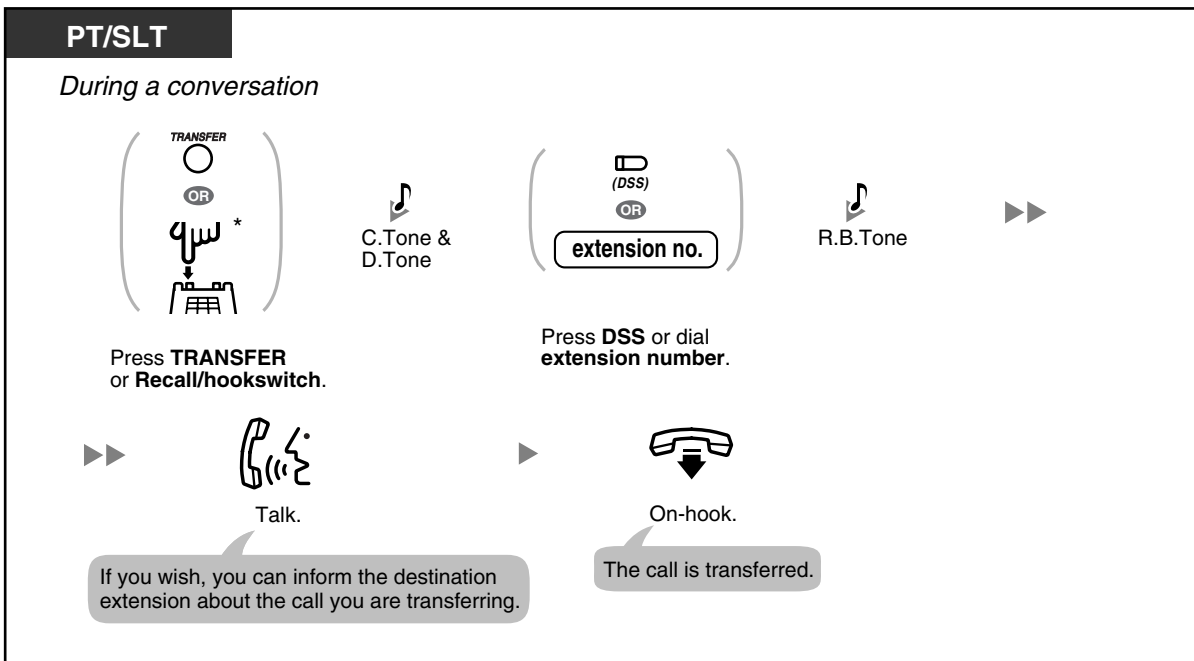 PT/SLT
During a conversation
TRANSFER
OR
*
C.Tone &
D.Tone
(DSS)
OR
extension no.
R.B.Tone
Press TRANSFER
or Recall/hookswitch.
Press DSS or dial
extension number.
Talk.
If you wish, you can inform the destination
extension about the call you are transferring.
On-hook.
The call is transferred.